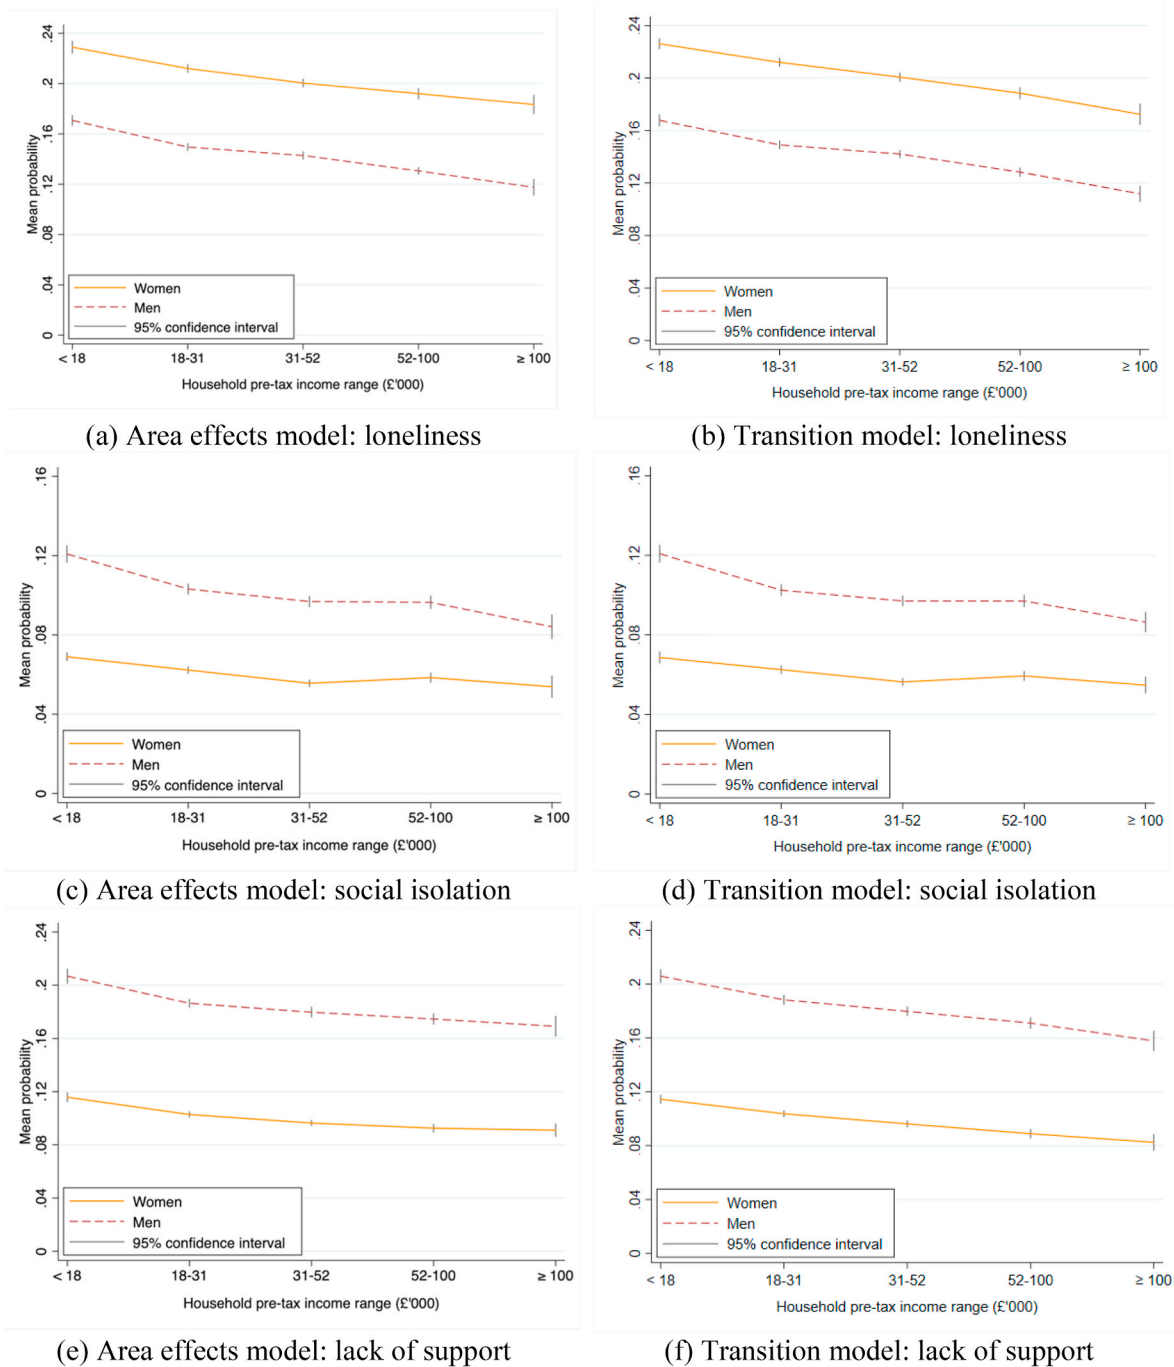 .24
.2
.16
.12
.08
.04
0
Mean probability
Women
Men
95% confidence interval
< 18
18-31
31-52
52-100
≥ 100
Household pre-tax income range (£'000)
(a) Area effects model: loneliness
.24
.2
.16
.12
.08
.04
0
Mean probability
Women
Men
95% confidence interval
< 18
18-31
31-52
52-100
≥ 100
Household pre-tax income range (£'000)
(b) Transition model: loneliness
.16
.12
.08
.04
0
Mean probability
Women
Men
95% confidence interval
< 18
18-31
31-52
52-100
≥ 100
Household pre-tax income range (£'000)
(c) Area effects model: social isolation
.16
.12
.08
.04
0
Mean probability
Women
Men
95% confidence interval
< 18
18-31
31-52
52-100
≥ 100
Household pre-tax income range (£'000)
(d) Transition model: social isolation
.24
.2
.16
.12
.08
.04
0
Mean probability
Women
Men
95% confidence interval
< 18
18-31
31-52
52-100
≥ 100
Household pre-tax income range (£'000)
(e) Area effects model: lack of support
.24
.2
.16
.12
.08
.04
0
Mean probability
Women
Men
95% confidence interval
< 18
18-31
31-52
52-100
≥ 100
Household pre-tax income range (£'000)
(f) Transition model: lack of support